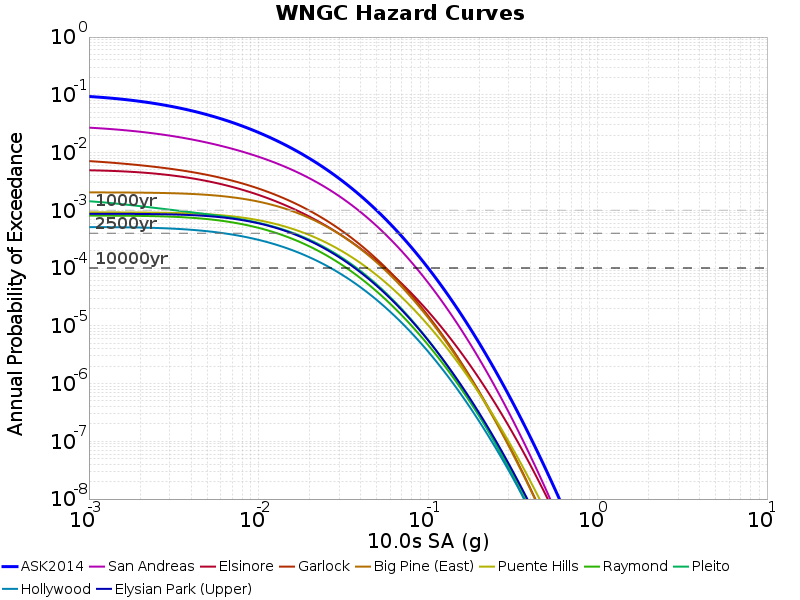 WNGC Hazard Curves
Annual Probability of Exceedance
10^0
10^-1
10^-2
10^-3
10^-4
10^-5
10^-6
10^-7
10^-8
1000yr
2500yr
10000yr
10^-3 10^-2 10^-1 10^0 10^1
10.0s SA (g)
ASK2014 San Andreas Elsinore Garlock Big Pine (East) Puente Hills Raymond Pleito
Hollywood Elysian Park (Upper)